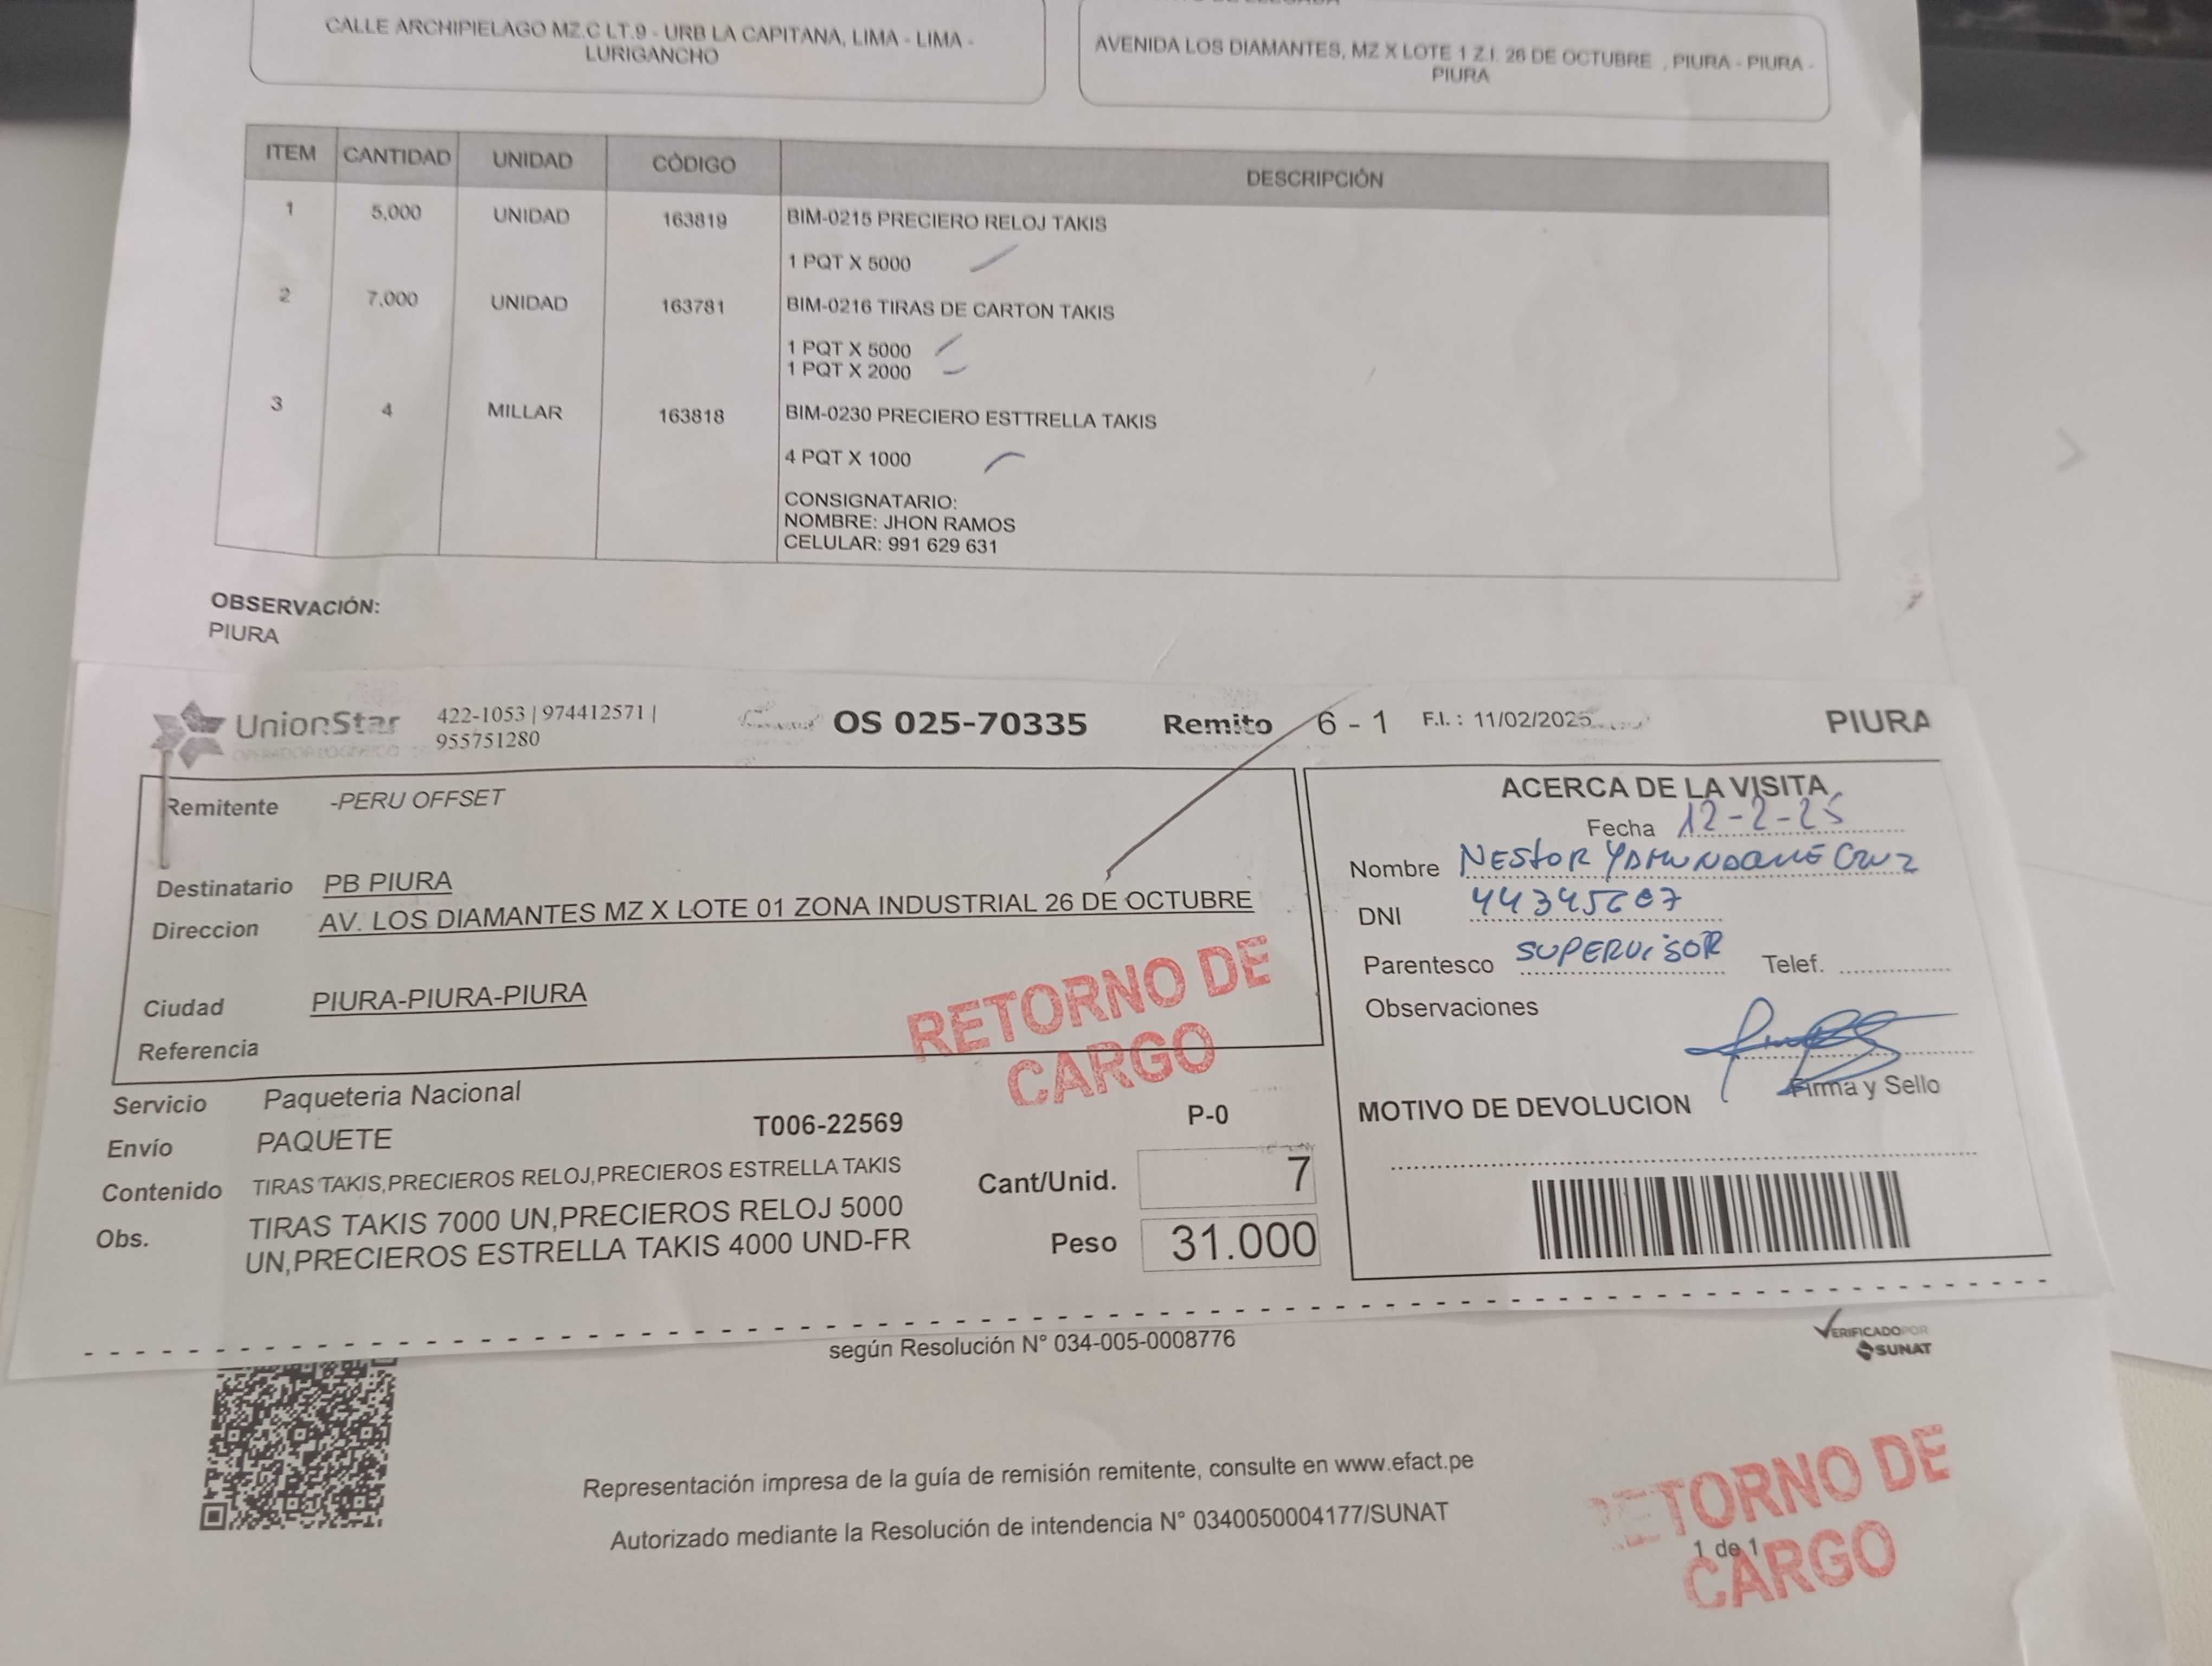 CALLE ARCHIPIELAGO MZ.C LT.9 - URB LA CAPITANA, LIMA - LIMA -
LURIGANCHO
AVENIDA LOS DIAMANTES, MZ X LOTE 1 Z.I. 26 DE OCTUBRE , PIURA - PIURA -
PIURA
ITEM CANTIDAD UNIDAD CÓDIGO DESCRIPCIÓN
1 5,000 UNIDAD 163819 BIM-0215 PRECIERO RELOJ TAKIS
1 PQT X 5000
2 7,000 UNIDAD 163781 BIM-0216 TIRAS DE CARTON TAKIS
1 PQT X 5000
1 PQT X 2000
3 4 MILLAR 163818 BIM-0230 PRECIERO ESTTRELLA TAKIS
4 PQT X 1000
CONSIGNATARIO:
NOMBRE: JHON RAMOS
CELULAR: 991 629 631
OBSERVACIÓN:
PIURA
UnionStar
OPERADOR LOGISTICO
422-1053 | 974412571 |
955751280
OS 025-70335 Remito 6 - 1 F.I. : 11/02/2025 PIURA
Remitente -PERU OFFSET
Destinatario PB PIURA
Direccion AV. LOS DIAMANTES MZ X LOTE 01 ZONA INDUSTRIAL 26 DE OCTUBRE
Ciudad PIURA-PIURA-PIURA
Referencia
RETORNO DE
CARGO
Servicio Paqueteria Nacional
Envío PAQUETE T006-22569 P-0
Contenido TIRAS TAKIS,PRECIEROS RELOJ,PRECIEROS ESTRELLA TAKIS
Obs. TIRAS TAKIS 7000 UN,PRECIEROS RELOJ 5000
UN,PRECIEROS ESTRELLA TAKIS 4000 UND-FR
Cant/Unid. 7
Peso 31.000
ACERCA DE LA VISITA
Fecha 12-2-25
Nombre NESTOR CRUZ
DNI
Parentesco SUPERVISOR Telef.
Observaciones
Firma y Sello
MOTIVO DE DEVOLUCION
según Resolución N° 034-005-0008776
VERIFICADO POR
SUNAT
Representación impresa de la guía de remisión remitente, consulte en www.efact.pe
Autorizado mediante la Resolución de intendencia N° 0340050004177/SUNAT
RETORNO DE
1 de 1
CARGO